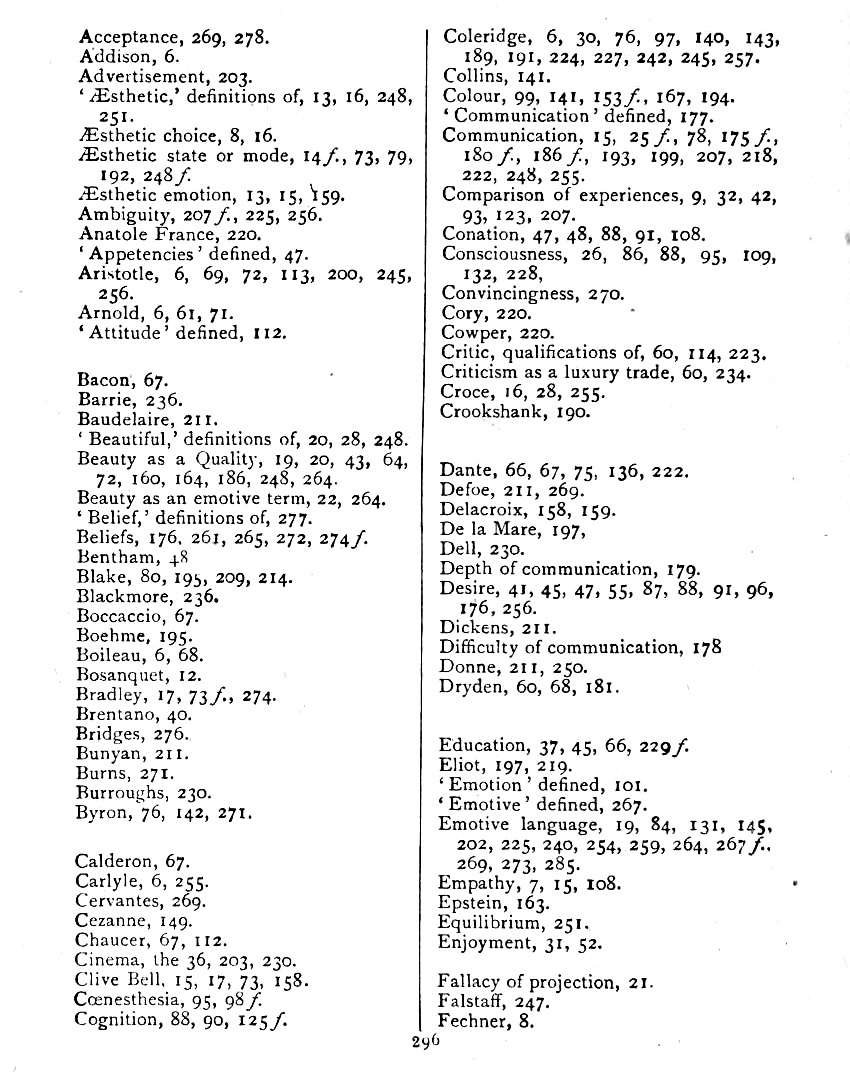 Acceptance, 269, 278.
Addison, 6.
Advertisement, 203.
‘ Æsthetic,’ definitions of, 13, 16, 248,
251.
Æsthetic choice, 8, 16.
Æsthetic state or mode, 14f., 73, 79,
192, 248f.
Æsthetic emotion, 13, 15, 159.
Ambiguity, 207f., 225, 256.
Anatole France, 220.
‘ Appetencies ’ defined, 47.
Aristotle, 6, 69, 72, 113, 200, 245,
256.
Arnold, 6, 61, 71.
‘ Attitude ’ defined, 112.
Bacon, 67.
Barrie, 236.
Baudelaire, 211.
‘ Beautiful,’ definitions of, 20, 28, 248.
Beauty as a Quality, 19, 20, 43, 64,
72, 160, 164, 186, 248, 264.
Beauty as an emotive term, 22, 264.
‘ Belief,’ definitions of, 277.
Beliefs, 176, 261, 265, 272, 274f.
Bentham, 48
Blake, 80, 195, 209, 214.
Blackmore, 236.
Boccaccio, 67.
Boehme, 195.
Boileau, 6, 68.
Bosanquet, 12.
Bradley, 17, 73f., 274.
Brentano, 40.
Bridges, 276.
Bunyan, 211.
Burns, 271.
Burroughs, 230.
Byron, 76, 142, 271.
Calderon, 67.
Carlyle, 6, 255.
Cervantes, 269.
Cezanne, 149.
Chaucer, 67, 112.
Cinema, the 36, 203, 230.
Clive Bell, 15, 17, 73, 158.
Cœnesthesia, 95, 98f.
Cognition, 88, 90, 125f.
Coleridge, 6, 30, 76, 97, 140, 143,
189, 191, 224, 227, 242, 245, 257.
Collins, 141.
Colour, 99, 141, 153f., 167, 194.
‘ Communication ’ defined, 177.
Communication, 15, 25f., 78, 175f.,
180f., 186f., 193, 199, 207, 218,
222, 248, 255.
Comparison of experiences, 9, 32, 42,
93, 123, 207.
Conation, 47, 48, 88, 91, 108.
Consciousness, 26, 86, 88, 95, 109,
132, 228,
Convincingness, 270.
Cory, 220.
Cowper, 220.
Critic, qualifications of, 60, 114, 223.
Criticism as a luxury trade, 60, 234.
Croce, 16, 28, 255.
Crookshank, 190.
Dante, 66, 67, 75, 136, 222.
Defoe, 211, 269.
Delacroix, 158, 159.
De la Mare, 197,
Dell, 230.
Depth of communication, 179.
Desire, 41, 45, 47, 55, 87, 88, 91, 96,
176, 256.
Dickens, 211.
Difficulty of communication, 178
Donne, 211, 250.
Dryden, 60, 68, 181.
Education, 37, 45, 66, 229f.
Eliot, 197, 219.
‘ Emotion ’ defined, 101.
‘ Emotive ’ defined, 267.
Emotive language, 19, 84, 131, 145,
202, 225, 240, 254, 259, 264, 267f.,
269, 273, 285.
Empathy, 7, 15, 108.
Epstein, 163.
Equilibrium, 251.
Enjoyment, 31, 52.
Fallacy of projection, 21.
Falstaff, 247.
Fechner, 8.
296